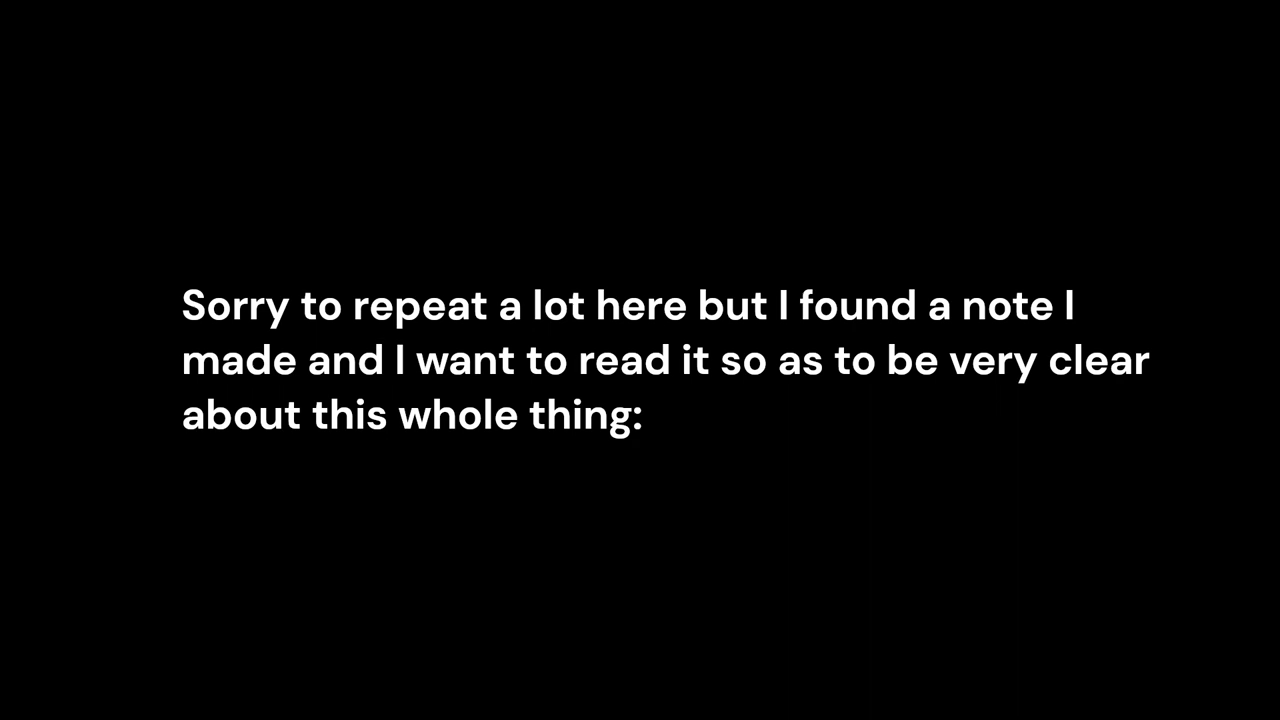 Sorry to repeat a lot here but I found a note I
made and I want to read it so as to be very clear
about this whole thing: